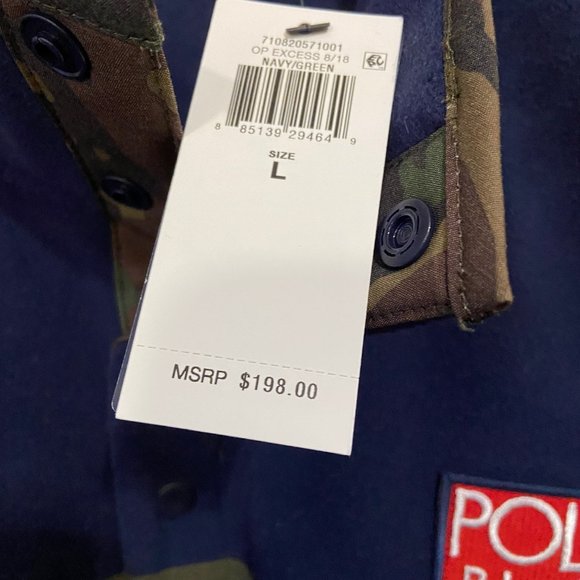 710820571001
OP EXCESS 8/18
NAVY/GREEN
8 85139 29464 9
SIZE
L
MSRP $198.00
POL